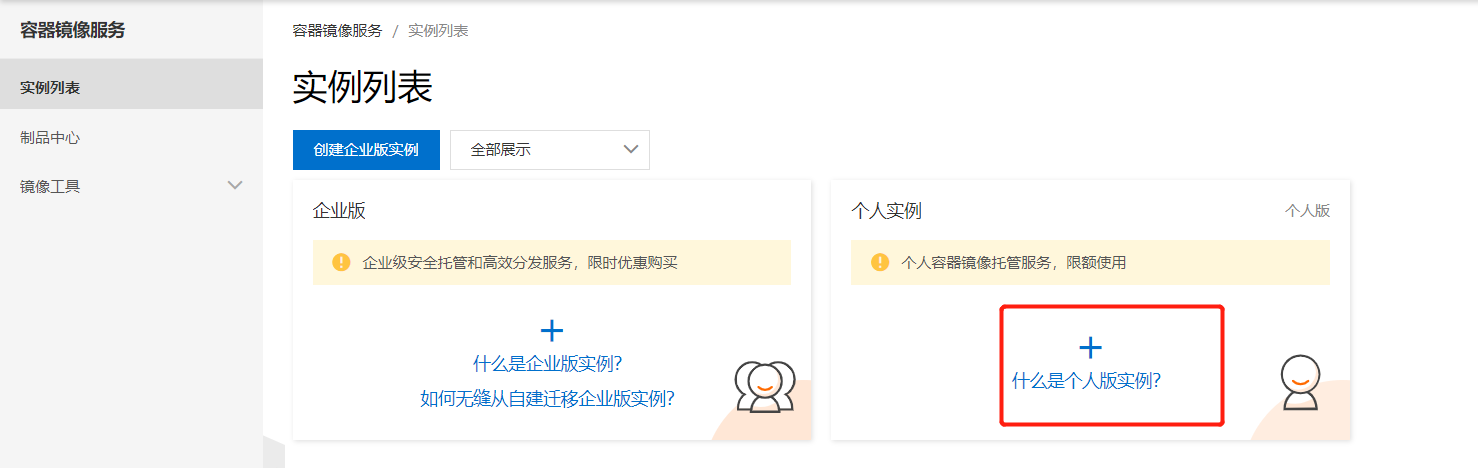 容器镜像服务
实例列表
制品中心
镜像工具
容器镜像服务 / 实例列表
实例列表
创建企业版实例
全部展示
企业版
企业级安全托管和高效分发服务，限时优惠购买
什么是企业版实例?
如何无缝从自建迁移企业版实例?
个人实例
个人版
个人容器镜像托管服务，限额使用
什么是个人版实例?